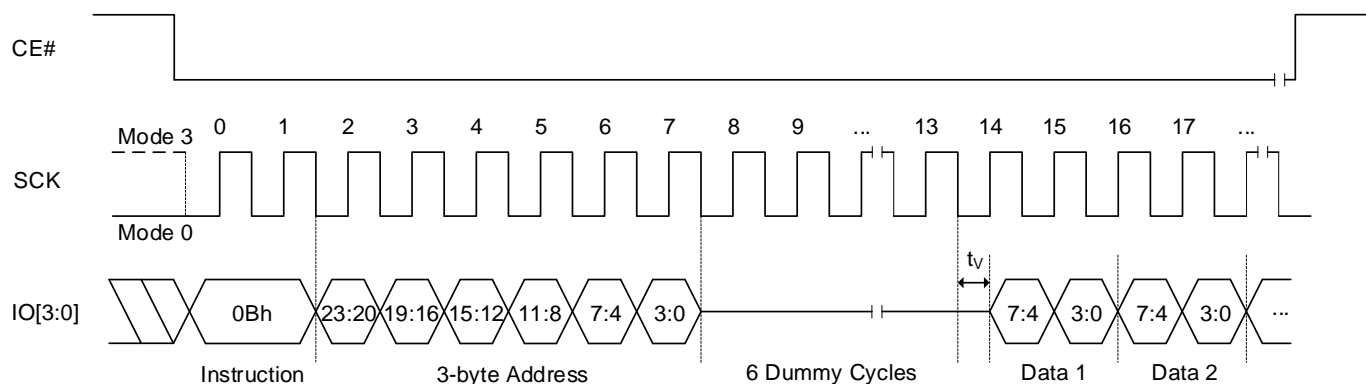 CE#
0 1 2 3 4 5 6 7 8 9 ... 13 14 15 16 17 ...
Mode 3
SCK
Mode 0
tV
IO[3:0] 0Bh 23:20 19:16 15:12 11:8 7:4 3:0 7:4 3:0 7:4 3:0 ...
Instruction 3-byte Address 6 Dummy Cycles Data 1 Data 2